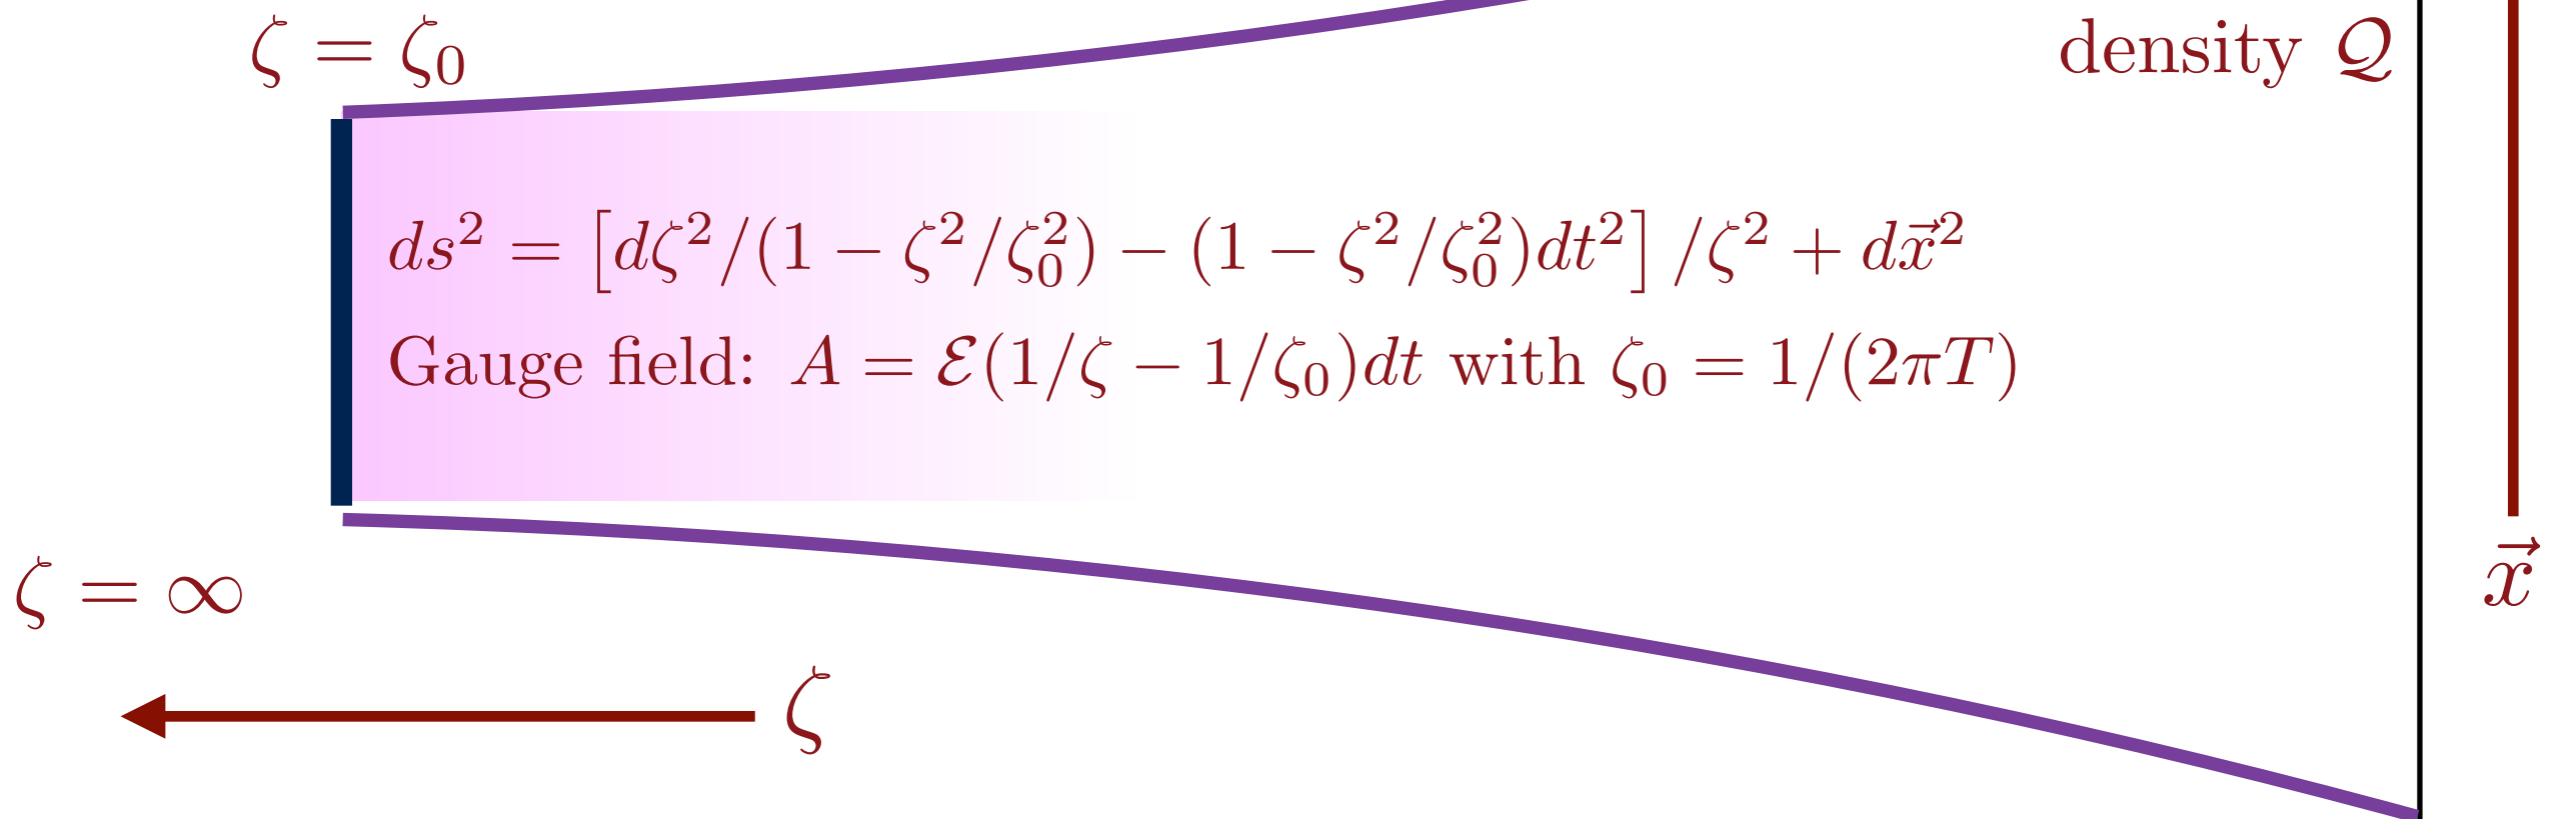 ζ = ζ₀
density 𝒬
ds² = [dζ²/(1 − ζ²/ζ₀²) − (1 − ζ²/ζ₀²)dt²] /ζ² + dx⃗²
Gauge field: A = ℰ(1/ζ − 1/ζ₀)dt with ζ₀ = 1/(2πT)
ζ = ∞
x⃗
ζ